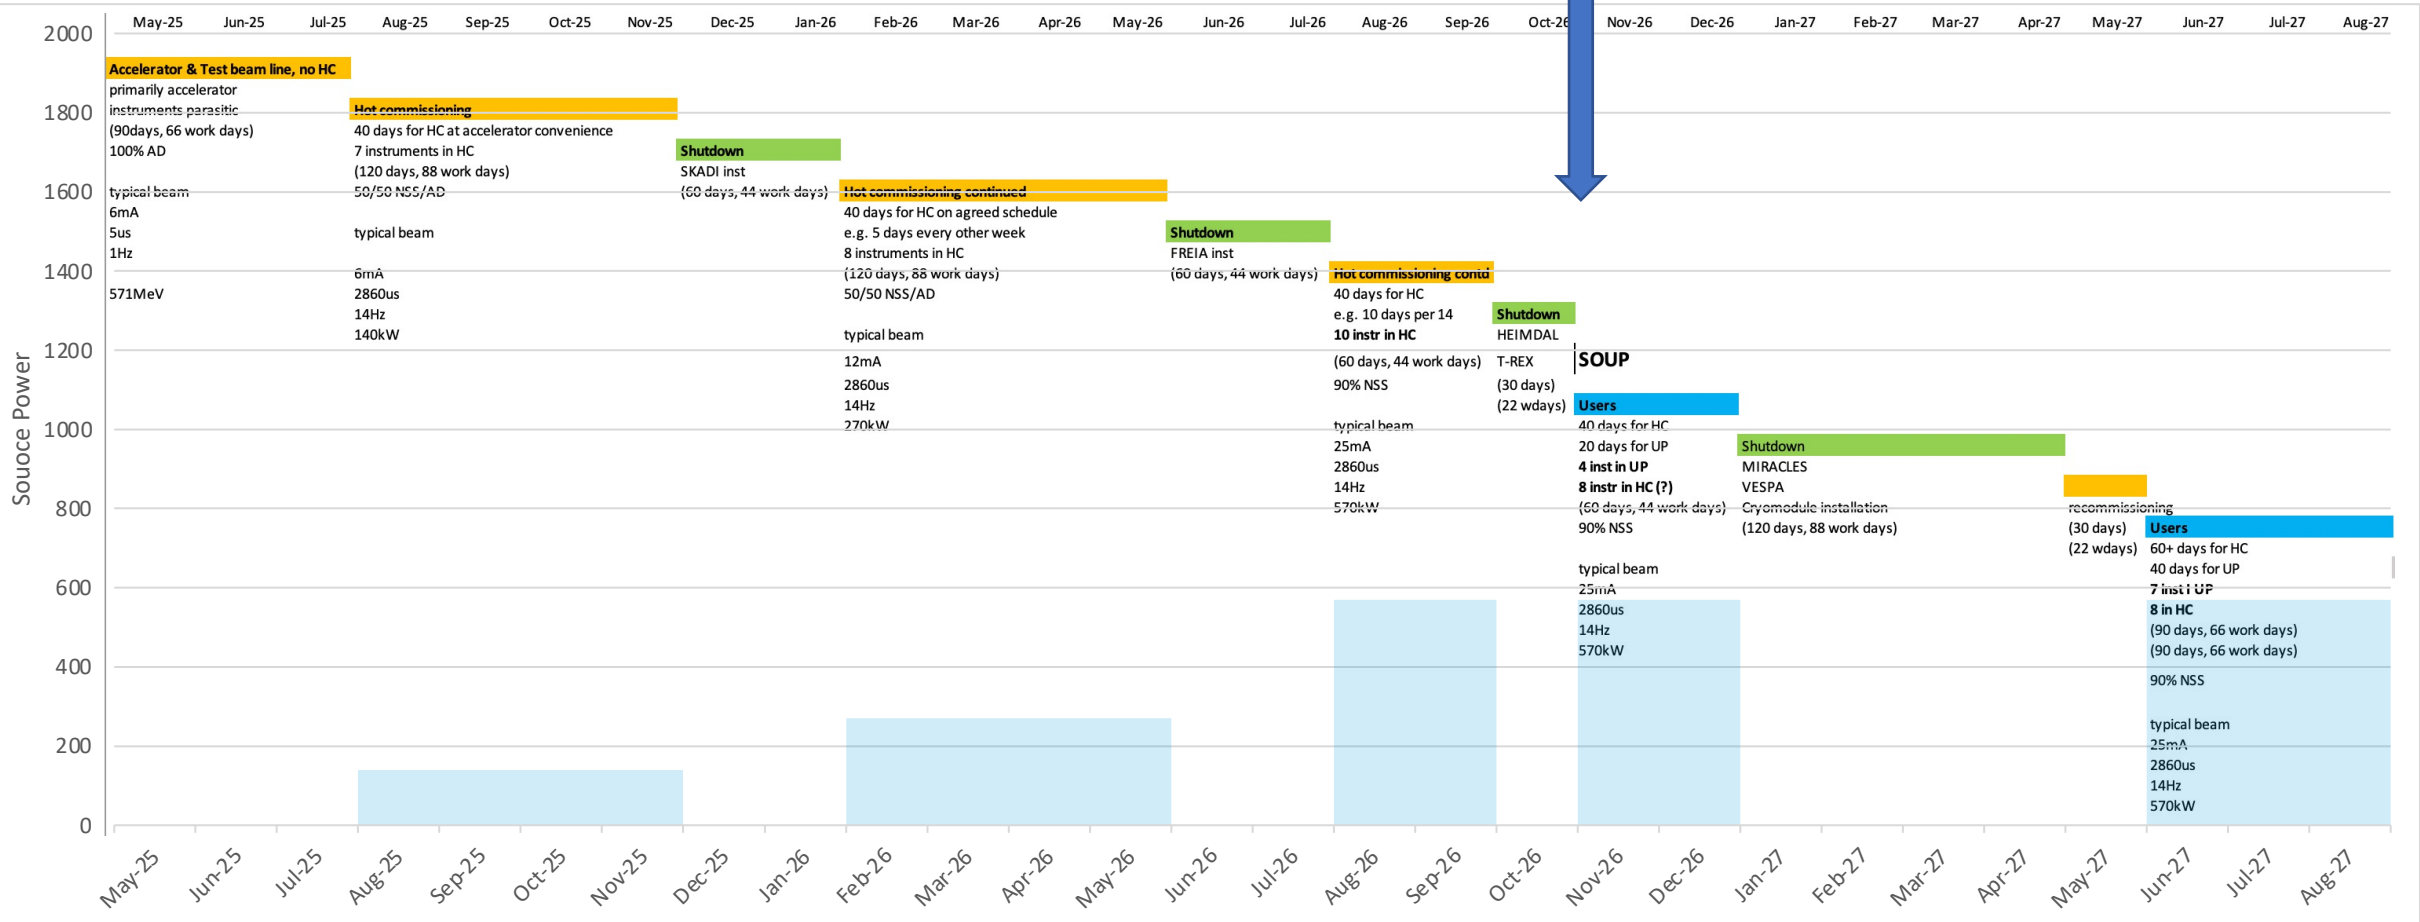 May-25 Jun-25 Jul-25 Aug-25 Sep-25 Oct-25 Nov-25 Dec-25 Jan-26 Feb-26 Mar-26 Apr-26 May-26 Jun-26 Jul-26 Aug-26 Sep-26 Oct-26 Nov-26 Dec-26 Jan-27 Feb-27 Mar-27 Apr-27 May-27 Jun-27 Jul-27 Aug-27
Souoce Power
2000
1800
1600
1400
1200
1000
800
600
400
200
0
Accelerator & Test beam line, no HC
primarily accelerator
instruments parasitic
(90days, 66 work days)
100% AD
typical beam
6mA
5us
1Hz
571MeV
Hot commissioning
40 days for HC at accelerator convenience
7 instruments in HC
(120 days, 88 work days)
50/50 NSS/AD
typical beam
6mA
2860us
14Hz
140kW
Shutdown
SKADI inst
(60 days, 44 work days)
Hot commissioning continued
40 days for HC on agreed schedule
e.g. 5 days every other week
8 instruments in HC
(120 days, 88 work days)
50/50 NSS/AD
typical beam
12mA
2860us
14Hz
270kW
Shutdown
FREIA inst
(60 days, 44 work days)
Hot commissioning contd
40 days for HC
e.g. 10 days per 14
10 instr in HC
(60 days, 44 work days)
90% NSS
typical beam
25mA
2860us
14Hz
570kW
Shutdown
HEIMDAL
T-REX
(30 days)
(22 wdays)
SOUP
Users
40 days for HC
20 days for UP
4 inst in UP
8 instr in HC (?)
(60 days, 44 work days)
90% NSS
typical beam
25mA
2860us
14Hz
570kW
Shutdown
MIRACLES
VESPA
Cryomodule installation
(120 days, 88 work days)
recommissioning
(30 days)
(22 wdays)
Users
60+ days for HC
40 days for UP
7 inst I UP
8 in HC
(90 days, 66 work days)
(90 days, 66 work days)
90% NSS
typical beam
25mA
2860us
14Hz
570kW
May-25 Jun-25 Jul-25 Aug-25 Sep-25 Oct-25 Nov-25 Dec-25 Jan-26 Feb-26 Mar-26 Apr-26 May-26 Jun-26 Jul-26 Aug-26 Sep-26 Oct-26 Nov-26 Dec-26 Jan-27 Feb-27 Mar-27 Apr-27 May-27 Jun-27 Jul-27 Aug-27